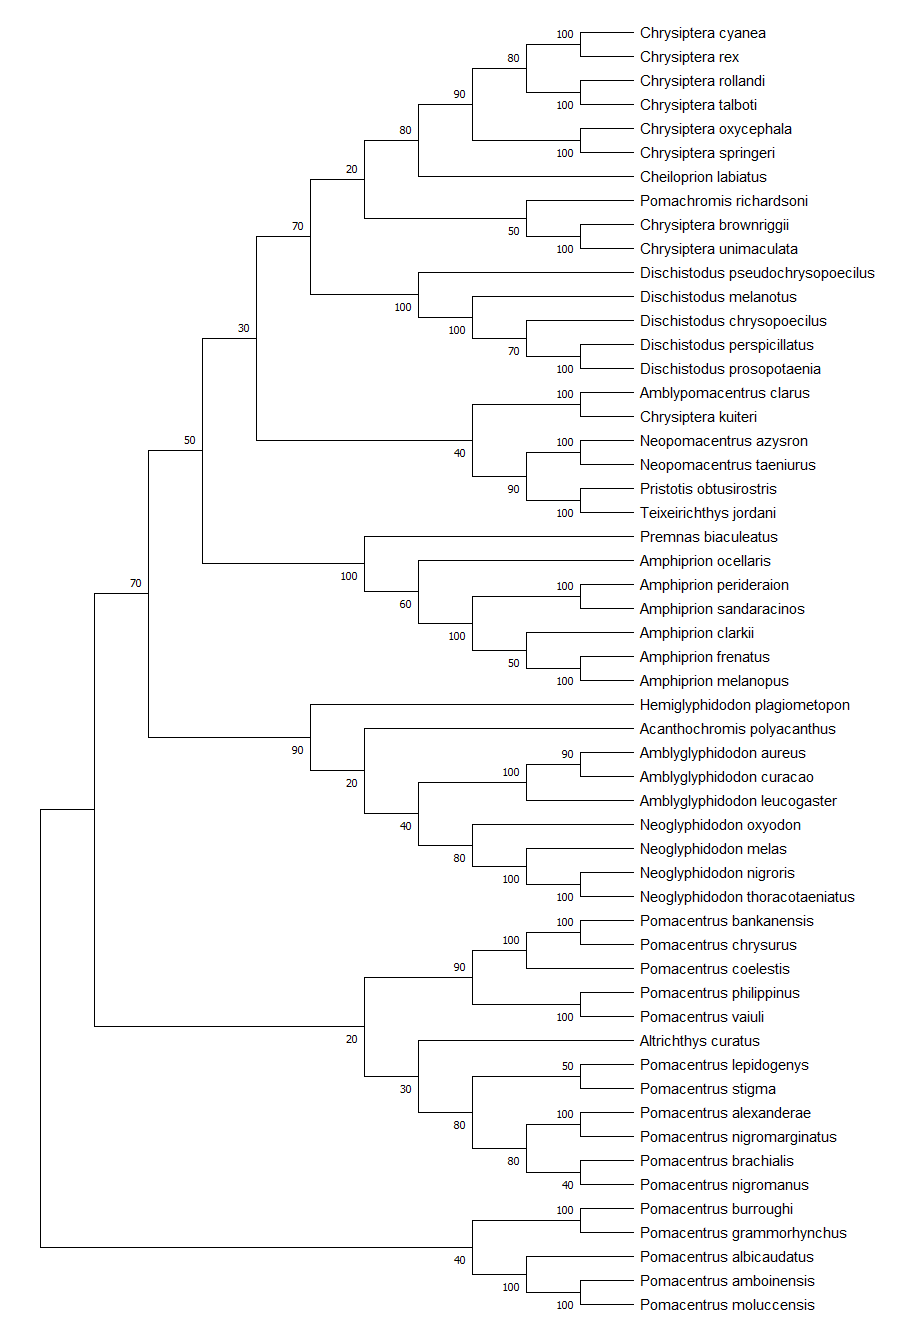 100 Chrysiptera cyanea
80 Chrysiptera rex
90 Chrysiptera rollandi
100 Chrysiptera talboti
80 Chrysiptera oxycephala
100 Chrysiptera springeri
20 Cheiloprion labiatus
Pomachromis richardsoni
70 50 Chrysiptera brownriggii
100 Chrysiptera unimaculata
Dischistodus pseudochrysopoecilus
100 Dischistodus melanotus
30 100 Dischistodus chrysopoecilus
70 Dischistodus perspicillatus
100 Dischistodus prosopotaenia
100 Amblypomacentrus clarus
Chrysiptera kuiteri
50 40 100 Neopomacentrus azysron
Neopomacentrus taeniurus
90 Pristotis obtusirostris
100 Teixeirichthys jordani
Premnas biaculeatus
Amphiprion ocellaris
70 100 100 Amphiprion perideraion
60 Amphiprion sandaracinos
100 Amphiprion clarkii
50 Amphiprion frenatus
100 Amphiprion melanopus
Hemiglyphidodon plagiometopon
Acanthochromis polyacanthus
90 90 Amblyglyphidodon aureus
20 100 Amblyglyphidodon curacao
Amblyglyphidodon leucogaster
40 Neoglyphidodon oxyodon
80 Neoglyphidodon melas
100 Neoglyphidodon nigroris
100 Neoglyphidodon thoracotaeniatus
100 Pomacentrus bankanensis
100 Pomacentrus chrysurus
90 Pomacentrus coelestis
Pomacentrus philippinus
100 Pomacentrus vaiuli
20 Altrichthys curatus
50 Pomacentrus lepidogenys
30 Pomacentrus stigma
100 Pomacentrus alexanderae
80 Pomacentrus nigromarginatus
80 Pomacentrus brachialis
40 Pomacentrus nigromanus
100 Pomacentrus burroughi
Pomacentrus grammorhynchus
40 Pomacentrus albicaudatus
100 Pomacentrus amboinensis
100 Pomacentrus moluccensis